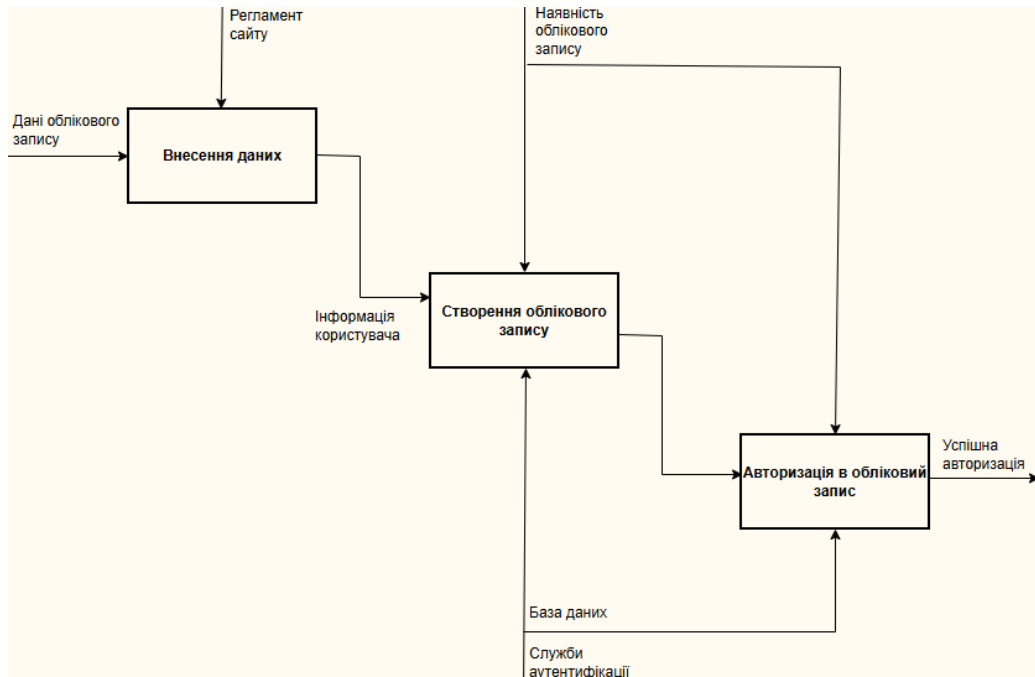 Регламент
сайту
Наявність
облікового
запису
Дані облікового
запису
Внесення даних
Інформація
користувача
Створення облікового
запису
Авторизація в обліковий
запис
Успішна
авторизація
База даних
Служби
аутентифікації